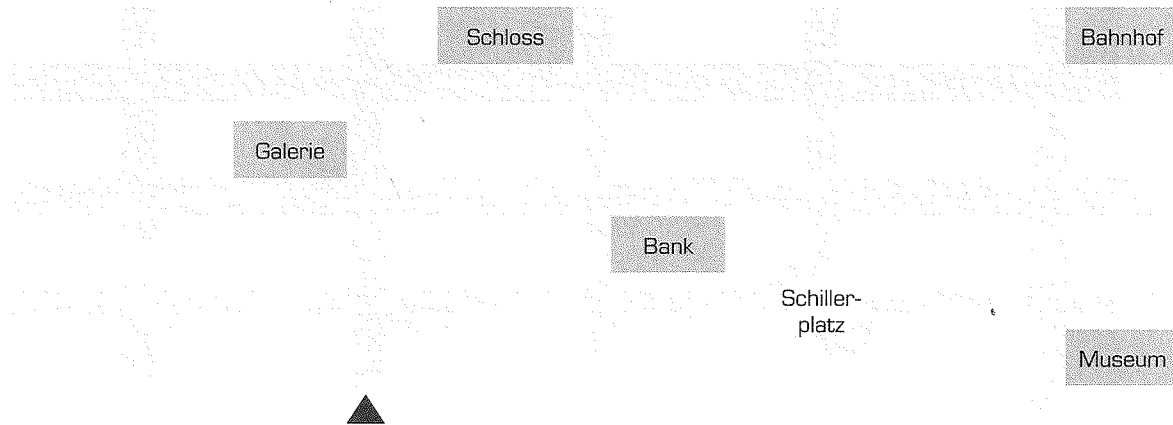 Schloss
Bahnhof
Galerie
Bank
Schiller-
platz
Museum